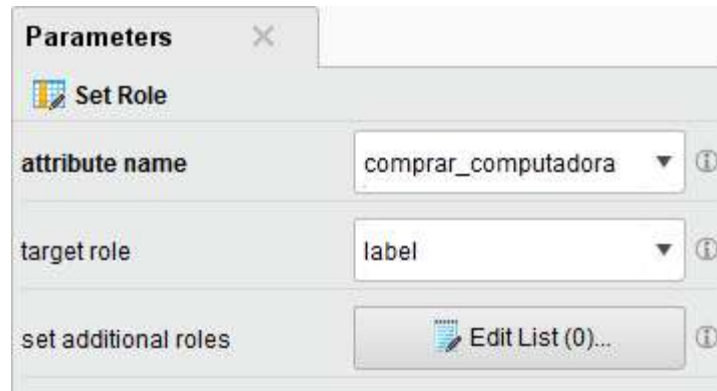 Parameters
Set Role
attribute name comprar_computadora
target role label
set additional roles Edit List (0)...